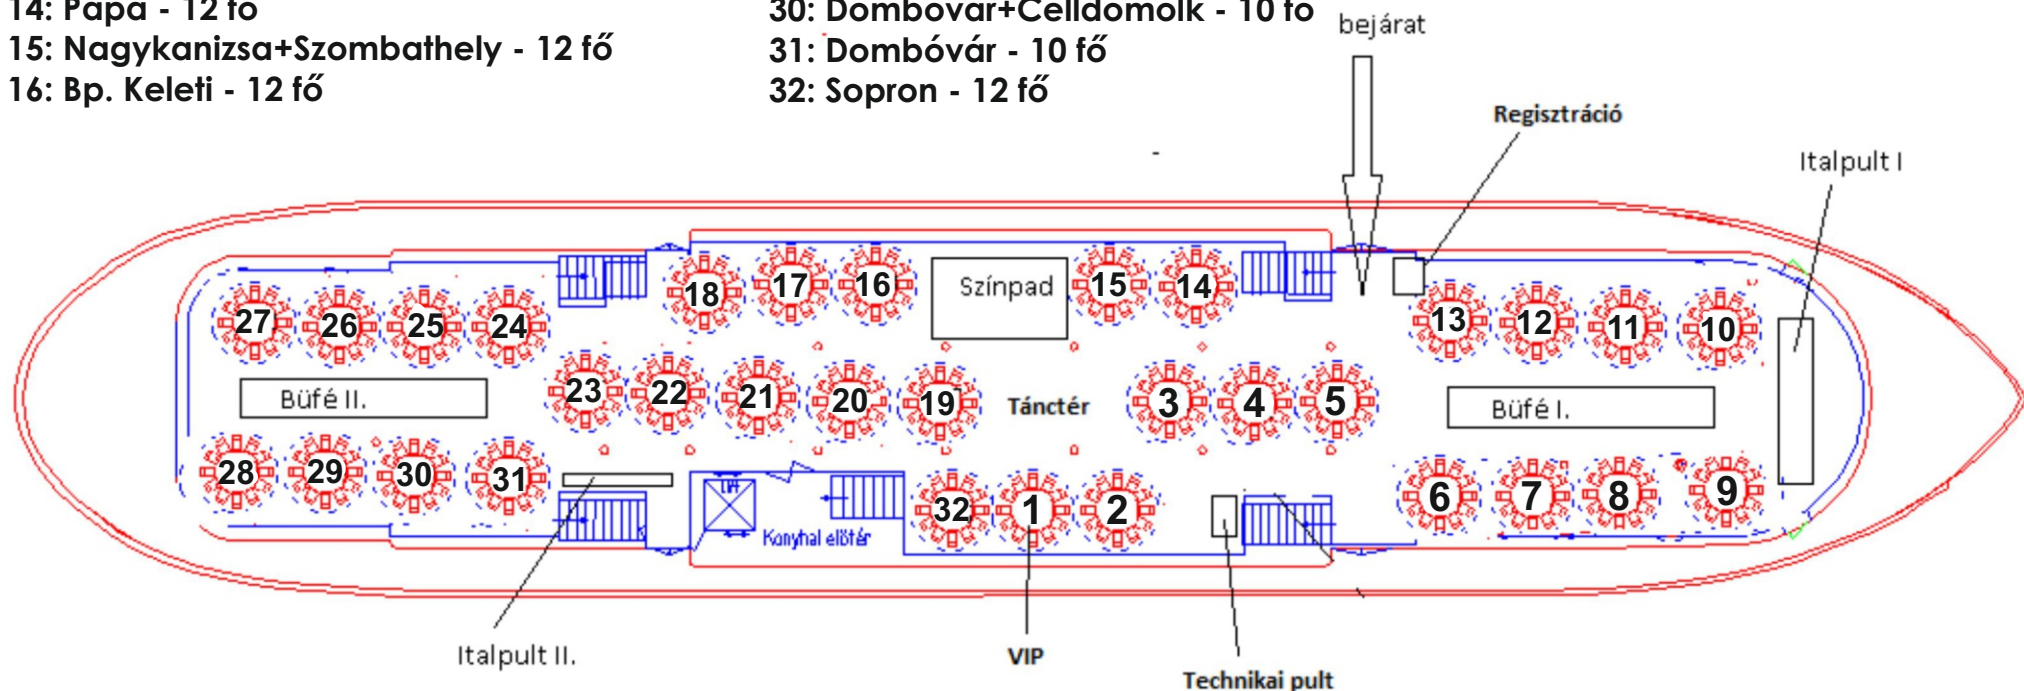 14: Pápa - 12 fő
15: Nagykanizsa+Szombathely - 12 fő
16: Bp. Keleti - 12 fő
30: Dombóvár+Celldömölk - 10 fő
31: Dombóvár - 10 fő
32: Sopron - 12 fő
bejárat
Regisztráció
Italpult I
18 17 16 Színpad 15 14
27 26 25 24
13 12 11 10
23 22 21 20 19 Tánctér 3 4 5
Büfé II.
Büfé I.
28 29 30 31
Lift
Konyhai előtér
32 1 2
6 7 8 9
Italpult II.
VIP
Technikai pult